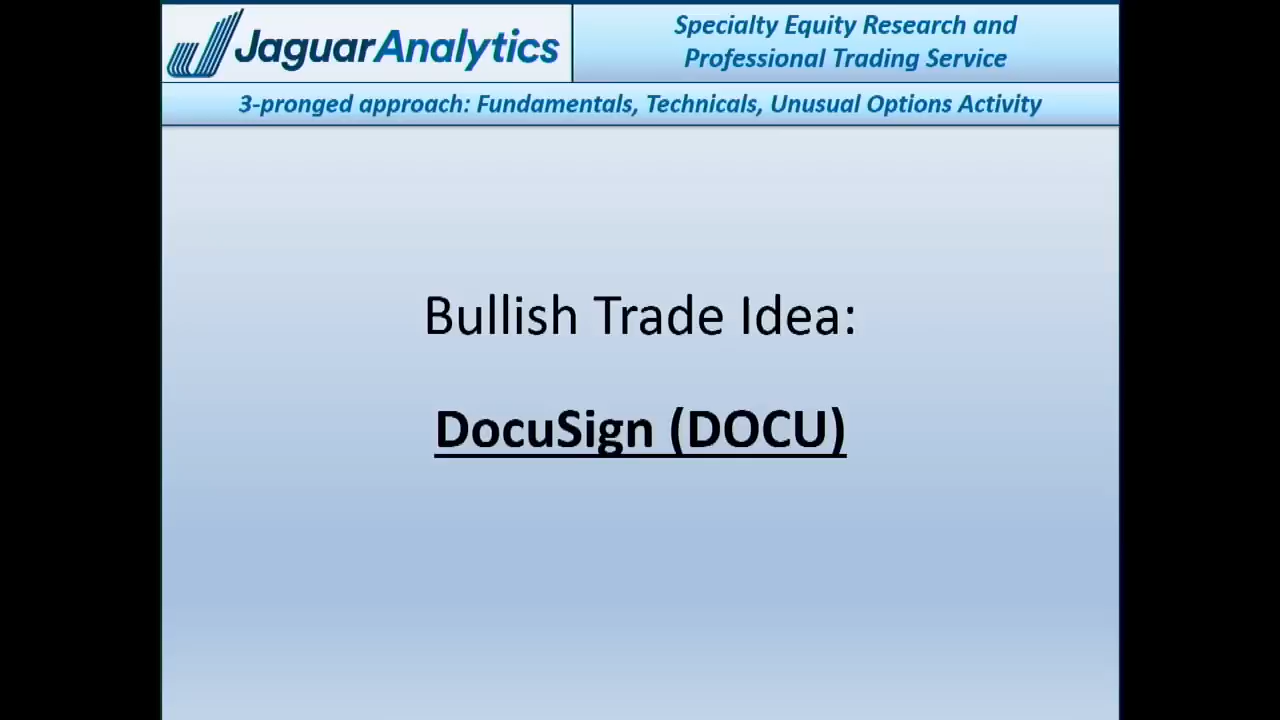 JaguarAnalytics
Specialty Equity Research and
Professional Trading Service
3-pronged approach: Fundamentals, Technicals, Unusual Options Activity
Bullish Trade Idea:
DocuSign (DOCU)